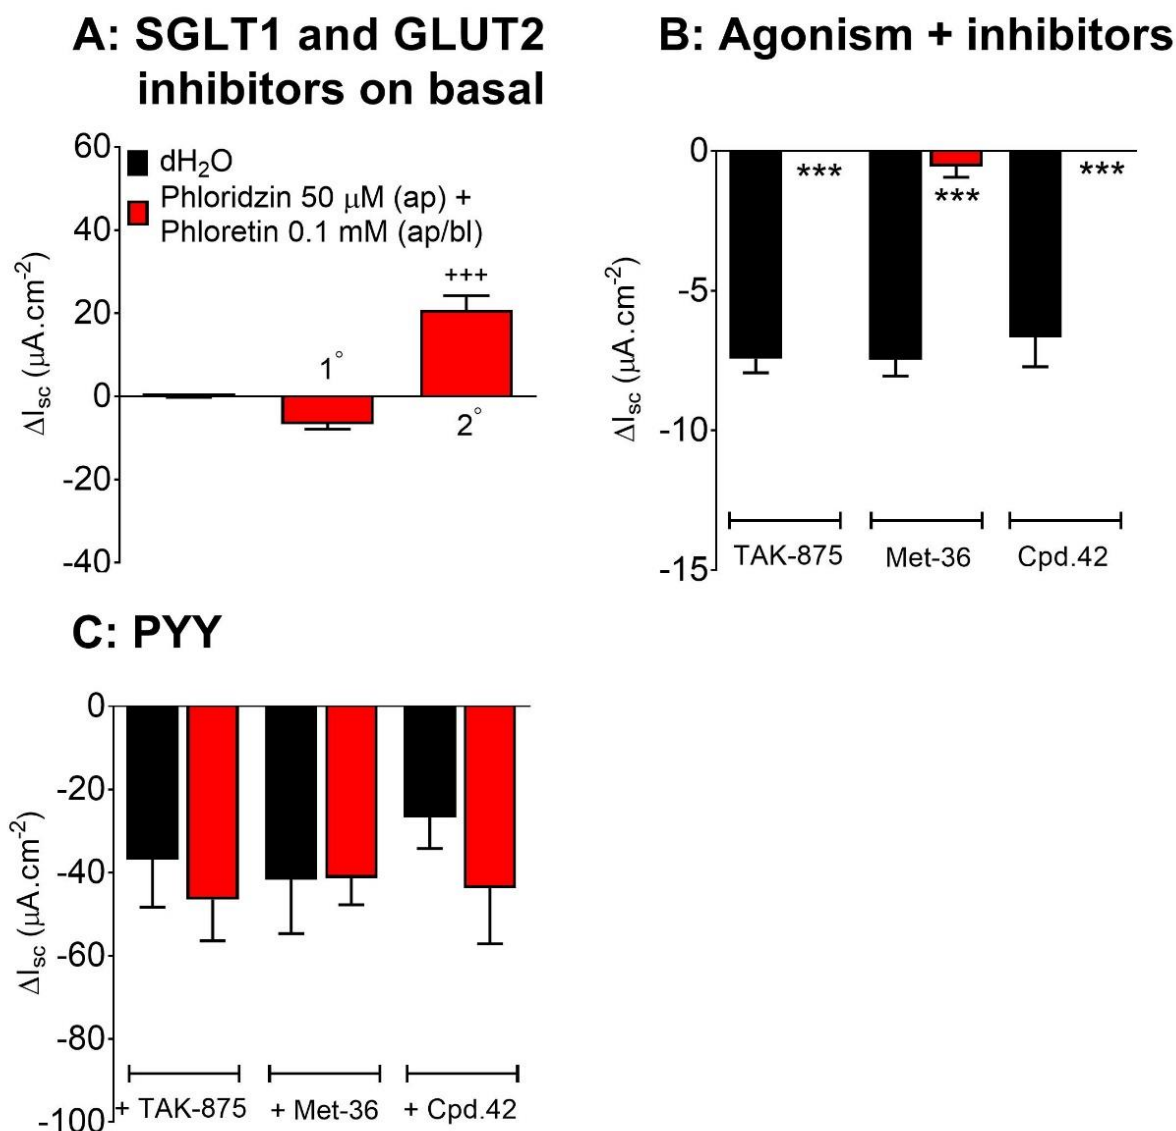 A: SGLT1 and GLUT2
inhibitors on basal
60
40
20
0
-20
-40
ΔIsc (μA.cm-2)
dH2O
Phloridzin 50 μM (ap) +
Phloretin 0.1 mM (ap/bl)
+++
1°
2°
B: Agonism + inhibitors
0
-5
-10
-15
ΔIsc (μA.cm-2)
***
***
***
TAK-875
Met-36
Cpd.42
C: PYY
0
-20
-40
-60
-80
-100
ΔIsc (μA.cm-2)
+ TAK-875
+ Met-36
+ Cpd.42